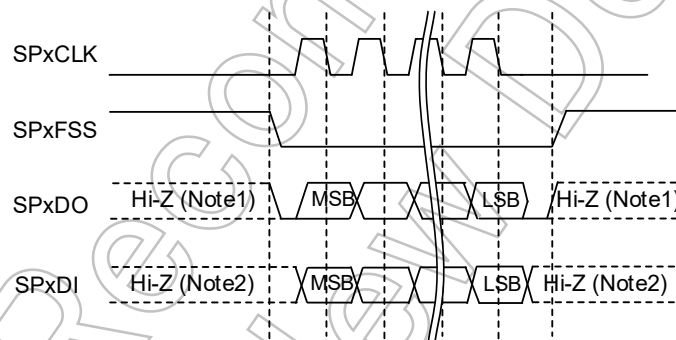 SPxCLK
SPxFSS
SPxDO Hi-Z (Note1) MSB LSB Hi-Z (Note1)
SPxDI Hi-Z (Note2) MSB LSB Hi-Z (Note2)